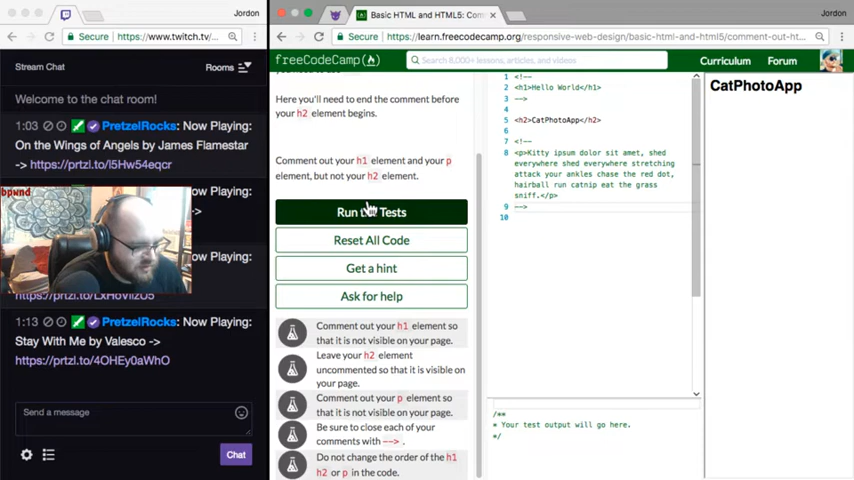 Jordon
Basic HTML and HTML5: Com
Jordon
Secure
https://www.twitch.tv/...
Secure
https://learn.freecodecamp.org/responsive-web-design/basic-html-and-html5/comment-out-ht...
Stream Chat
Rooms
freeCodeCamp
Search 8,000+ lessons, articles, and videos
Curriculum
Forum
Welcome to the chat room!
1:03 PretzelRocks: Now Playing:
On the Wings of Angels by James Flamestar
-> https://prtzl.to/l5Hw54eqcr
bpwnd
ow Playing:
->
ow Playing:
1:13 PretzelRocks: Now Playing:
Stay With Me by Valesco ->
https://prtzl.to/4OHEy0aWhO
Send a message
Chat
Here you'll need to end the comment before
your h2 element begins.
Comment out your h1 element and your p
element, but not your h2 element.
Run the Tests
Reset All Code
Get a hint
Ask for help
Comment out your h1 element so
that it is not visible on your page.
Leave your h2 element
uncommented so that it is visible on
your page.
Comment out your p element so
that it is not visible on your page.
Be sure to close each of your
comments with --> .
Do not change the order of the h1
h2 or p in the code.
1 <!--
2 <h1>Hello World</h1>
3 -->
4
5 <h2>CatPhotoApp</h2>
6
7 <!--
8 <p>Kitty ipsum dolor sit amet, shed
everywhere shed everywhere stretching
attack your ankles chase the red dot,
hairball run catnip eat the grass
sniff.</p>
9 -->
10
/**
* Your test output will go here.
*/
CatPhotoApp